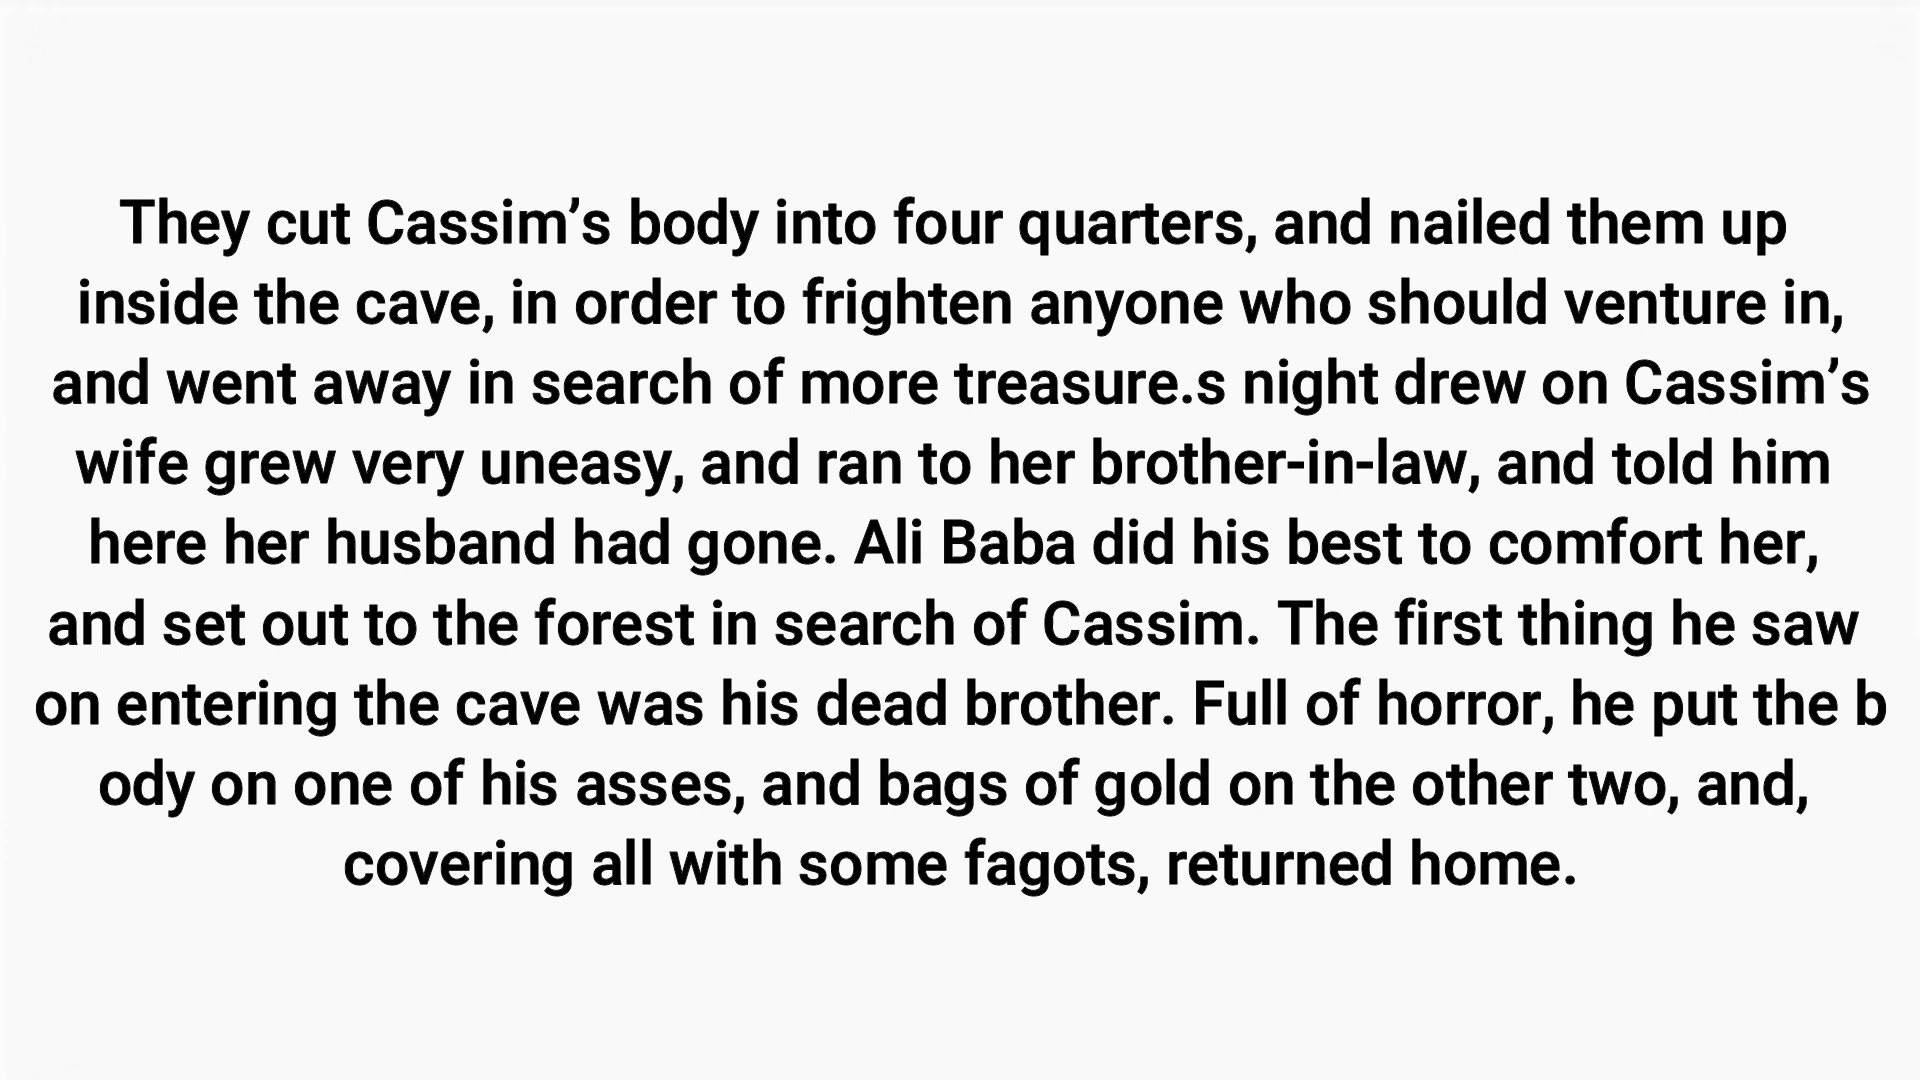 They cut Cassim’s body into four quarters, and nailed them up
inside the cave, in order to frighten anyone who should venture in,
and went away in search of more treasure.s night drew on Cassim’s
wife grew very uneasy, and ran to her brother-in-law, and told him
here her husband had gone. Ali Baba did his best to comfort her,
and set out to the forest in search of Cassim. The first thing he saw
on entering the cave was his dead brother. Full of horror, he put the b
ody on one of his asses, and bags of gold on the other two, and,
covering all with some fagots, returned home.